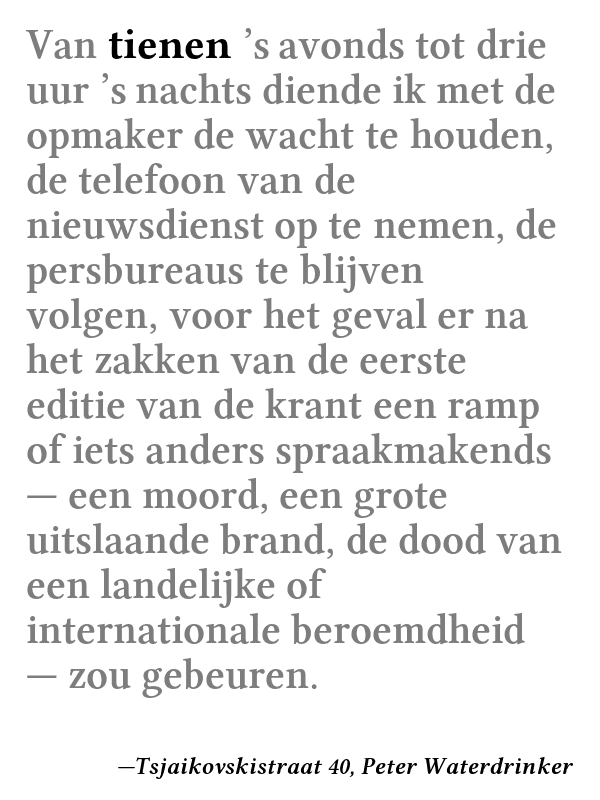 Van tienen ’s avonds tot drie
uur ’s nachts diende ik met de
opmaker de wacht te houden,
de telefoon van de
nieuwsdienst op te nemen, de
persbureaus te blijven
volgen, voor het geval er na
het zakken van de eerste
editie van de krant een ramp
of iets anders spraakmakends
— een moord, een grote
uitslaande brand, de dood van
een landelijke of
internationale beroemdheid
— zou gebeuren.
—Tsjaikovskistraat 40, Peter Waterdrinker